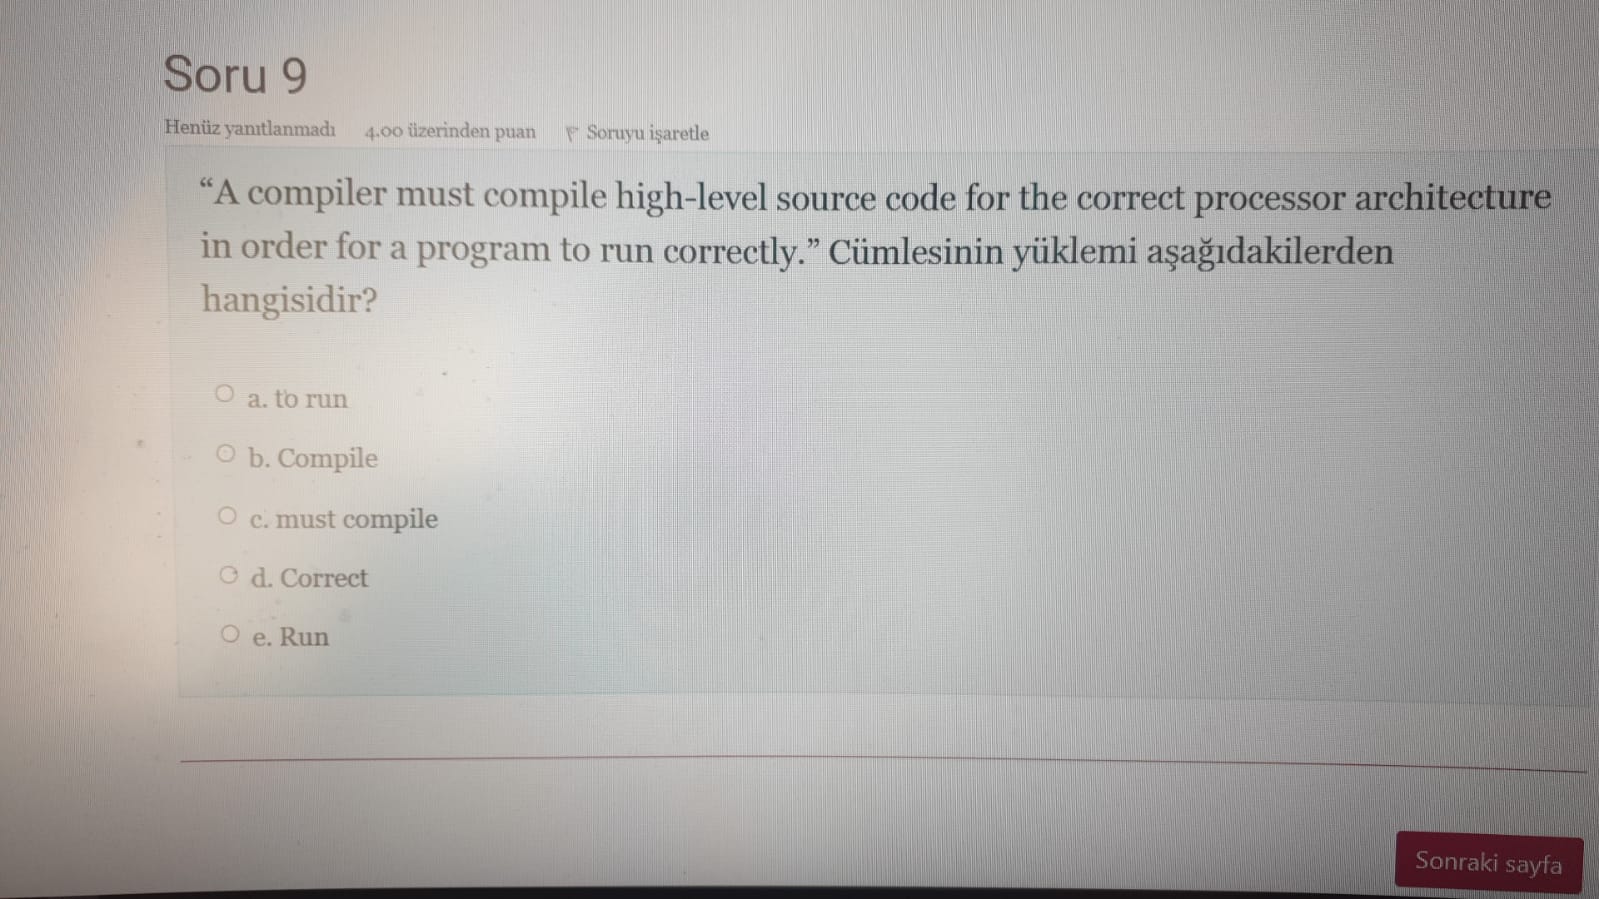 Soru 9
Henüz yanıtlanmadı 4.00 üzerinden puan Soruyu işaretle
“A compiler must compile high-level source code for the correct processor architecture
in order for a program to run correctly.” Cümlesinin yüklemi aşağıdakilerden
hangisidir?
a. to run
b. Compile
c. must compile
d. Correct
e. Run
Sonraki sayfa